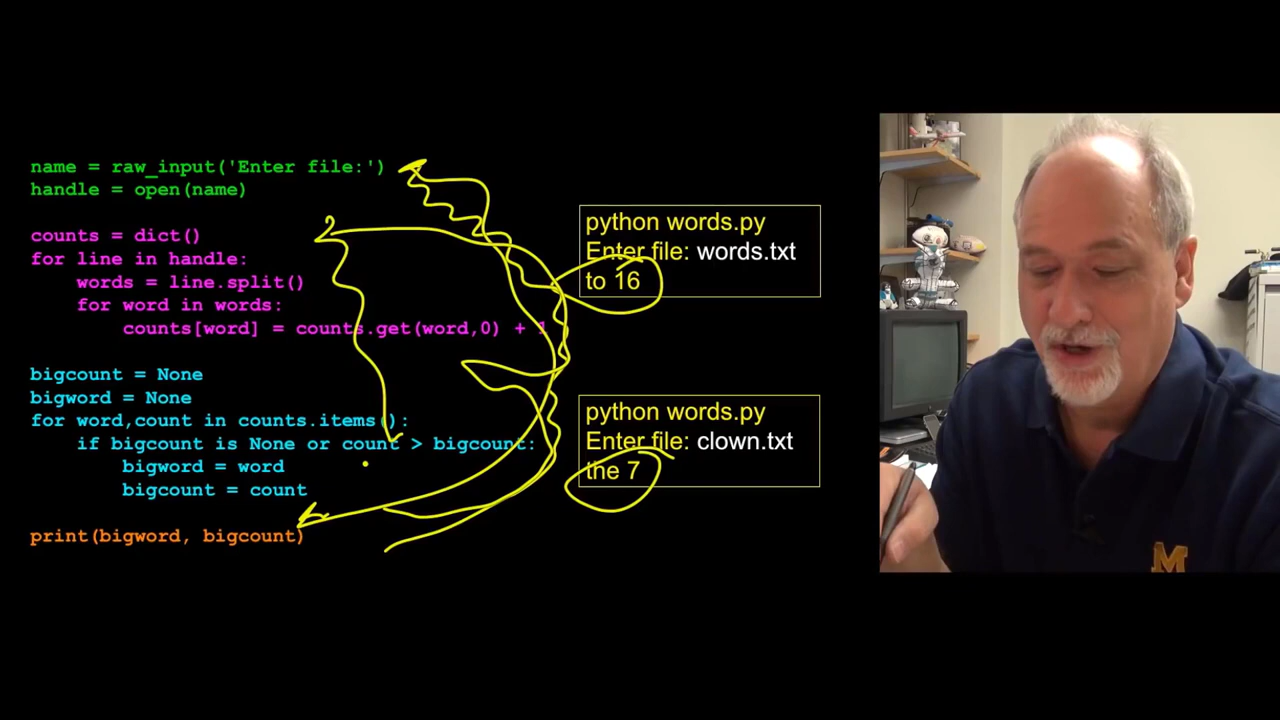 name = raw_input('Enter file:')
handle = open(name)
counts = dict()
for line in handle:
    words = line.split()
    for word in words:
        counts[word] = counts.get(word,0) + 1
bigcount = None
bigword = None
for word,count in counts.items():
    if bigcount is None or count > bigcount:
        bigword = word
        bigcount = count
print(bigword, bigcount)
python words.py
Enter file: words.txt
to 16
python words.py
Enter file: clown.txt
the 7
M